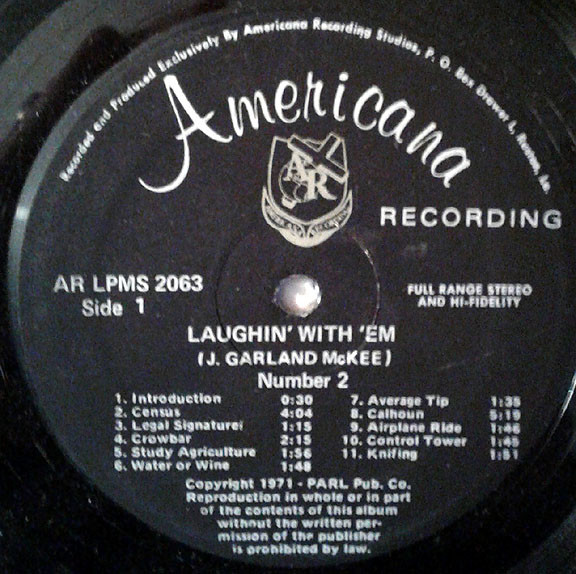 Recorded and Produced Exclusively By Americana Recording Studios, P. O. Box Drawer L, Ruston, La.
Americana
AR
RECORDING
AR LPMS 2063
Side 1
FULL RANGE STEREO
AND HI-FIDELITY
LAUGHIN' WITH 'EM
(J. GARLAND McKEE)
Number 2
1. Introduction 0:30
2. Census 4:04
3. Legal Signature! 1:15
4. Crowbar 2:15
5. Study Agriculture 1:56
6. Water or Wine 1:48
7. Average Tip 1:35
8. Calhoun 5:19
9. Airplane Ride 1:46
10. Control Tower 1:45
11. Knifing 1:51
Copyright 1971 - PARL Pub. Co.
Reproduction in whole or in part
of the contents of this album
without the written per-
mission of the publisher
is prohibited by law.